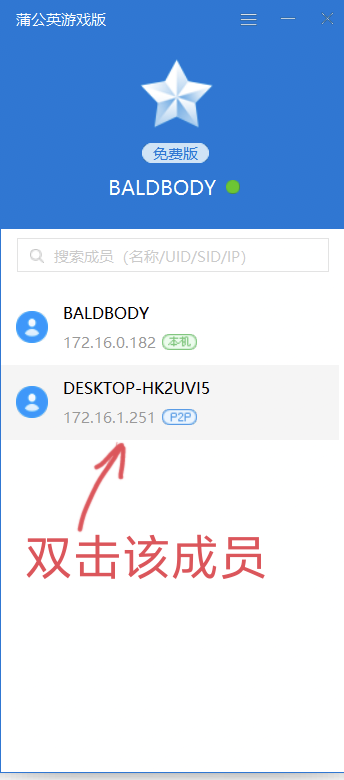 蒲公英游戏版
免费版
BALDBODY
搜索成员（名称/UID/SID/IP）
BALDBODY
172.16.0.182 本机
DESKTOP-HK2UVI5
172.16.1.251 P2P
双击该成员